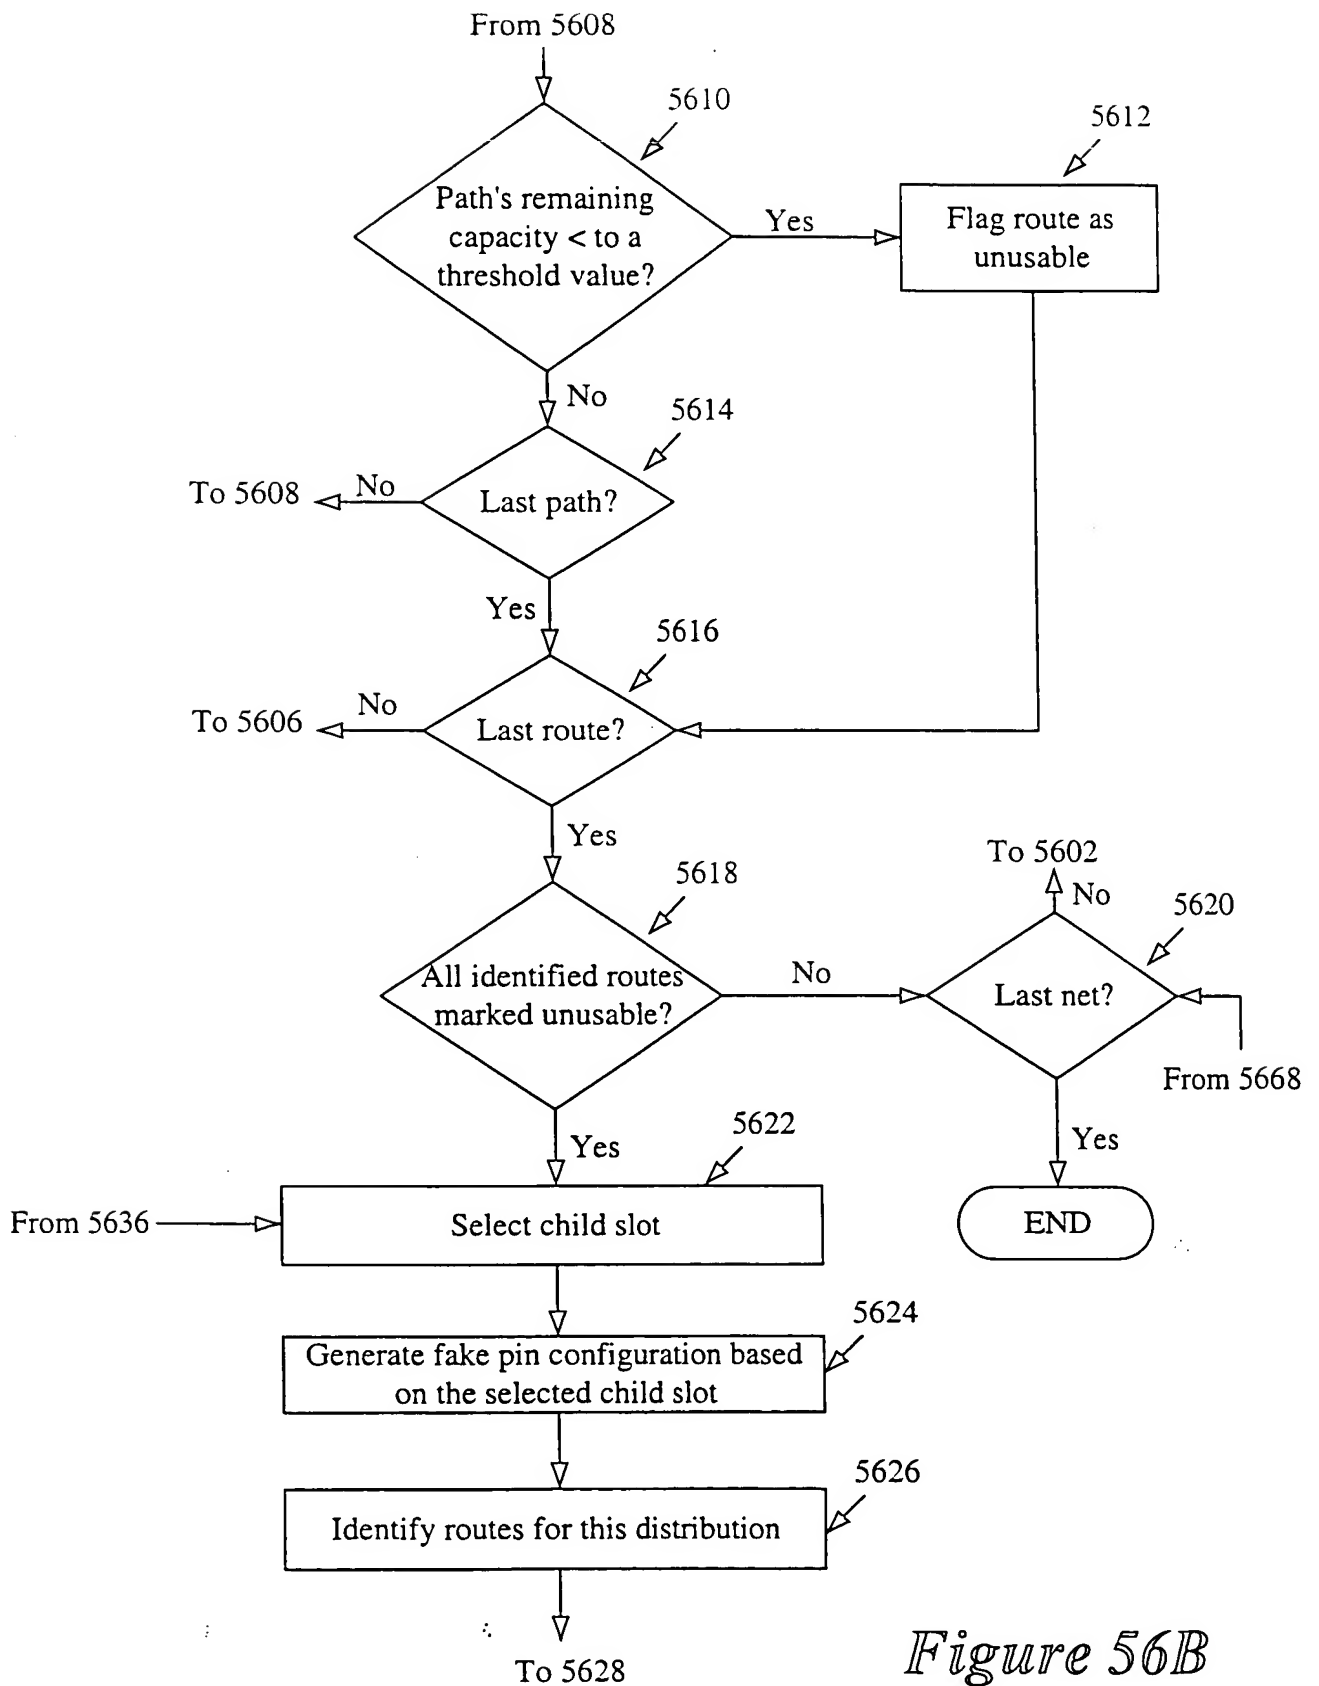 From 5608
5610
5612
Path's remaining
capacity < to a
threshold value?
Yes
Flag route as
unusable
No
5614
To 5608
No
Last path?
Yes
5616
To 5606
No
Last route?
Yes
To 5602
No
5618
5620
All identified routes
marked unusable?
No
Last net?
From 5668
Yes
5622
Yes
From 5636
Select child slot
END
5624
Generate fake pin configuration based
on the selected child slot
5626
Identify routes for this distribution
To 5628
Figure 56B